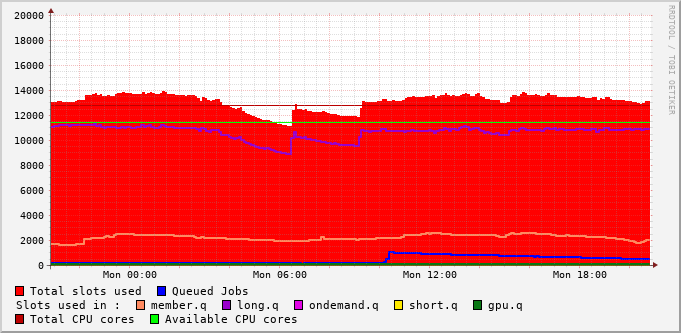 20000
18000
16000
14000
12000
10000
8000
6000
4000
2000
0
Mon 00:00 Mon 06:00 Mon 12:00 Mon 18:00
Total slots used Queued Jobs
Slots used in : member.q long.q ondemand.q short.q gpu.q
Total CPU cores Available CPU cores
RRDTOOL / TOBI OETIKER